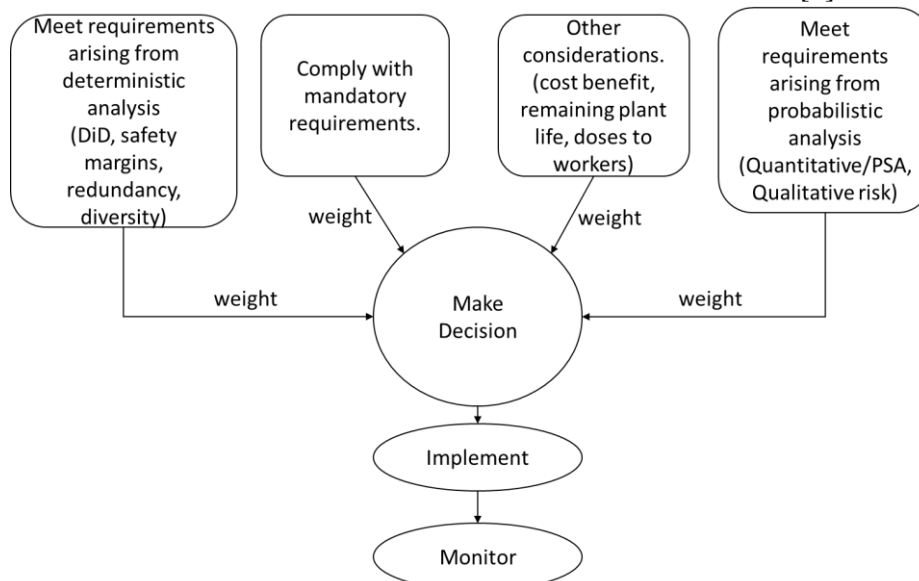 Meet requirements
arising from
deterministic
analysis
(DiD, safety
margins,
redundancy,
diversity)
Comply with
mandatory
requirements.
Other
considerations.
(cost benefit,
remaining plant
life, doses to
workers)
Meet
requirements
arising from
probabilistic
analysis
(Quantitative/PSA,
Qualitative risk)
weight
weight
weight
weight
Make
Decision
Implement
Monitor